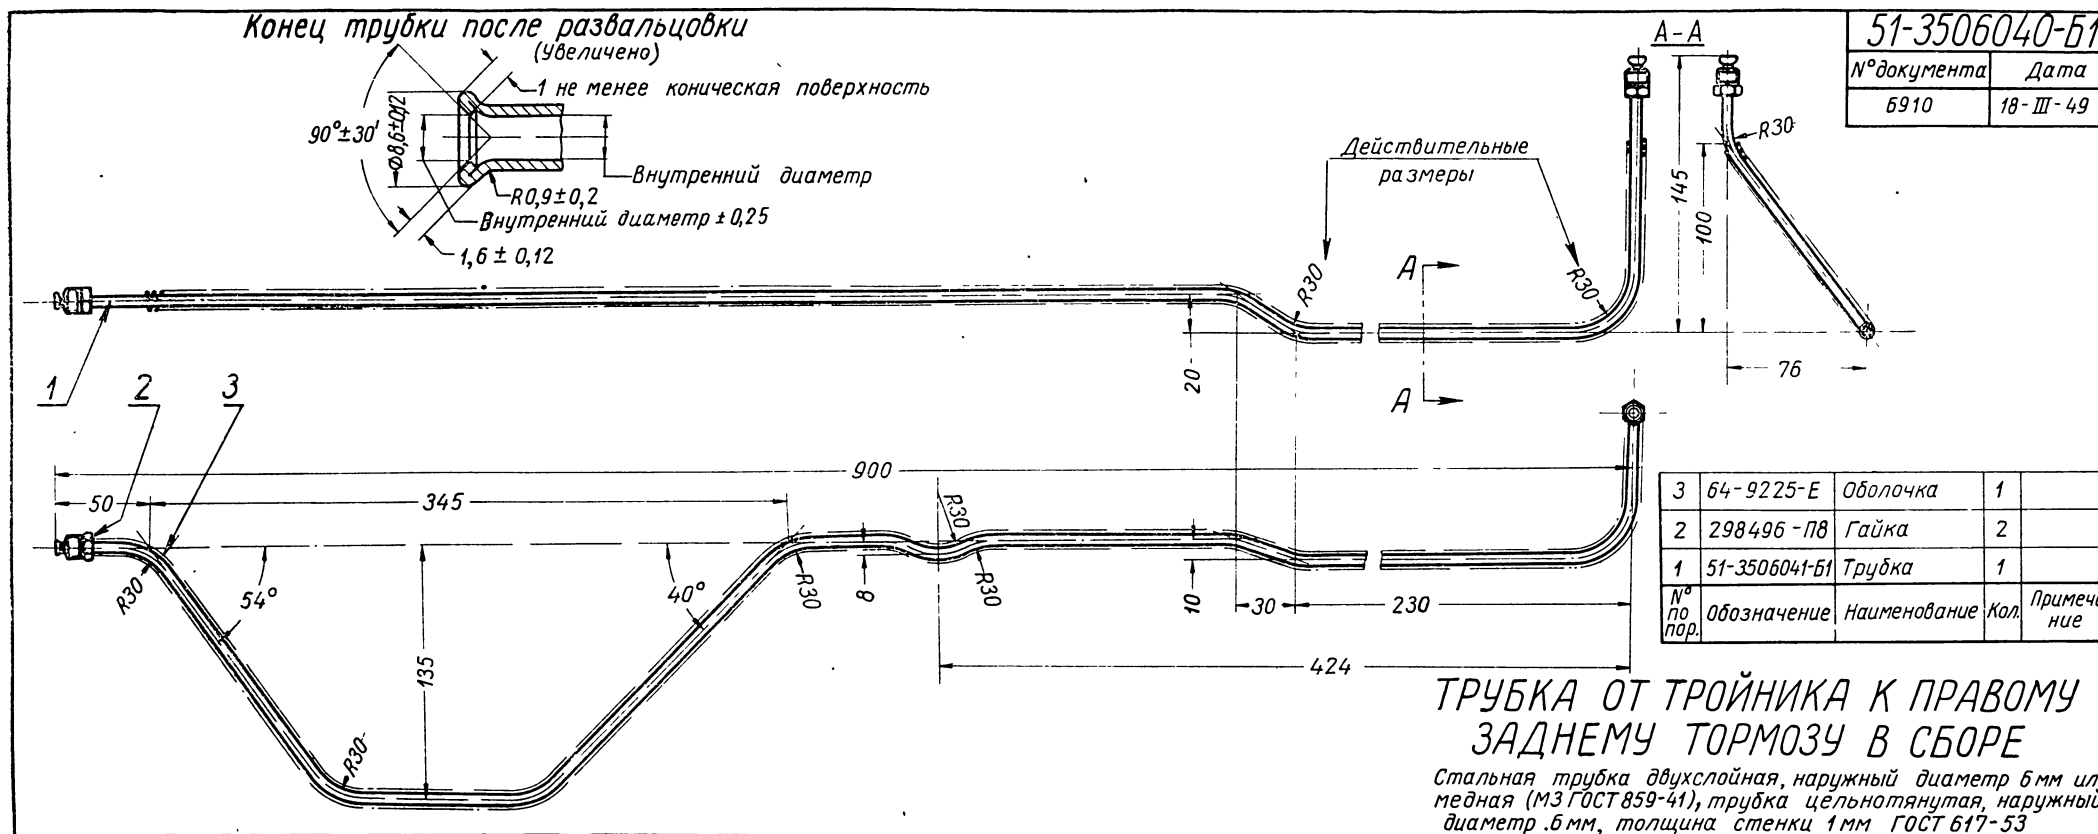 Конец трубки после развальцовки
(Увеличено)
1 не менее коническая поверхность
90°±30'
Ф8,6±0,12
Внутренний диаметр
R0,9±0,2
Внутренний диаметр ± 0,25
1,6 ± 0,12
А-А
51-3506040-Б1
N° документа Дата
6910 18-III-49
R30
145
100
76
Действительные
размеры
R30
R30
А
А
20
1
2
3
900
50
345
R30
54°
40°
135
R30
R30
8
R30
R30
10
30
230
424
3 64-9225-Е Оболочка 1
2 298496-П8 Гайка 2
1 51-3506041-Б1 Трубка 1
N° по пор. Обозначение Наименование Кол. Примеча
ние
ТРУБКА ОТ ТРОЙНИКА К ПРАВОМУ
ЗАДНЕМУ ТОРМОЗУ В СБОРЕ
Стальная трубка двухслойная, наружный диаметр 6 мм ил
медная (М3 ГОСТ 859-41), трубка цельнотянутая, наружный
диаметр .6 мм, толщина стенки 1 мм ГОСТ 617-53